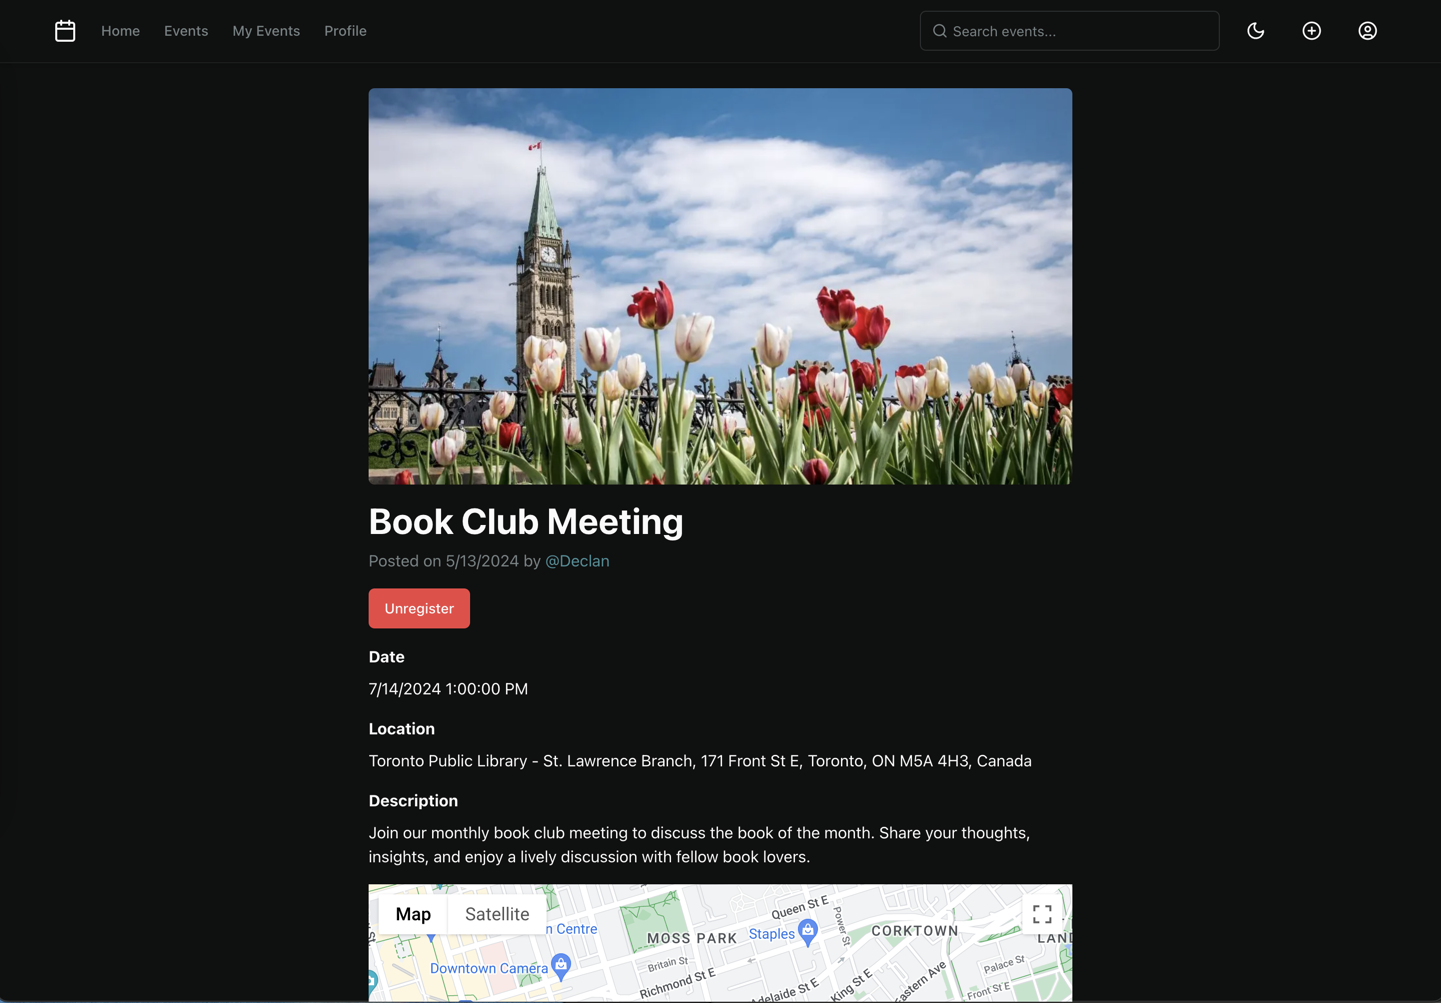 Home Events My Events Profile Search events...
Book Club Meeting
Posted on 5/13/2024 by @Declan
Unregister
Date
7/14/2024 1:00:00 PM
Location
Toronto Public Library - St. Lawrence Branch, 171 Front St E, Toronto, ON M5A 4H3, Canada
Description
Join our monthly book club meeting to discuss the book of the month. Share your thoughts,
insights, and enjoy a lively discussion with fellow book lovers.
Map Satellite
Queen St E
Power St
n Centre
Staples
CORKTOWN
MOSS PARK
LAND
Downtown Camera
Britain St
Richmond St E
Adelaide St E
King St E
Eastern Ave
Palace St
Front St E